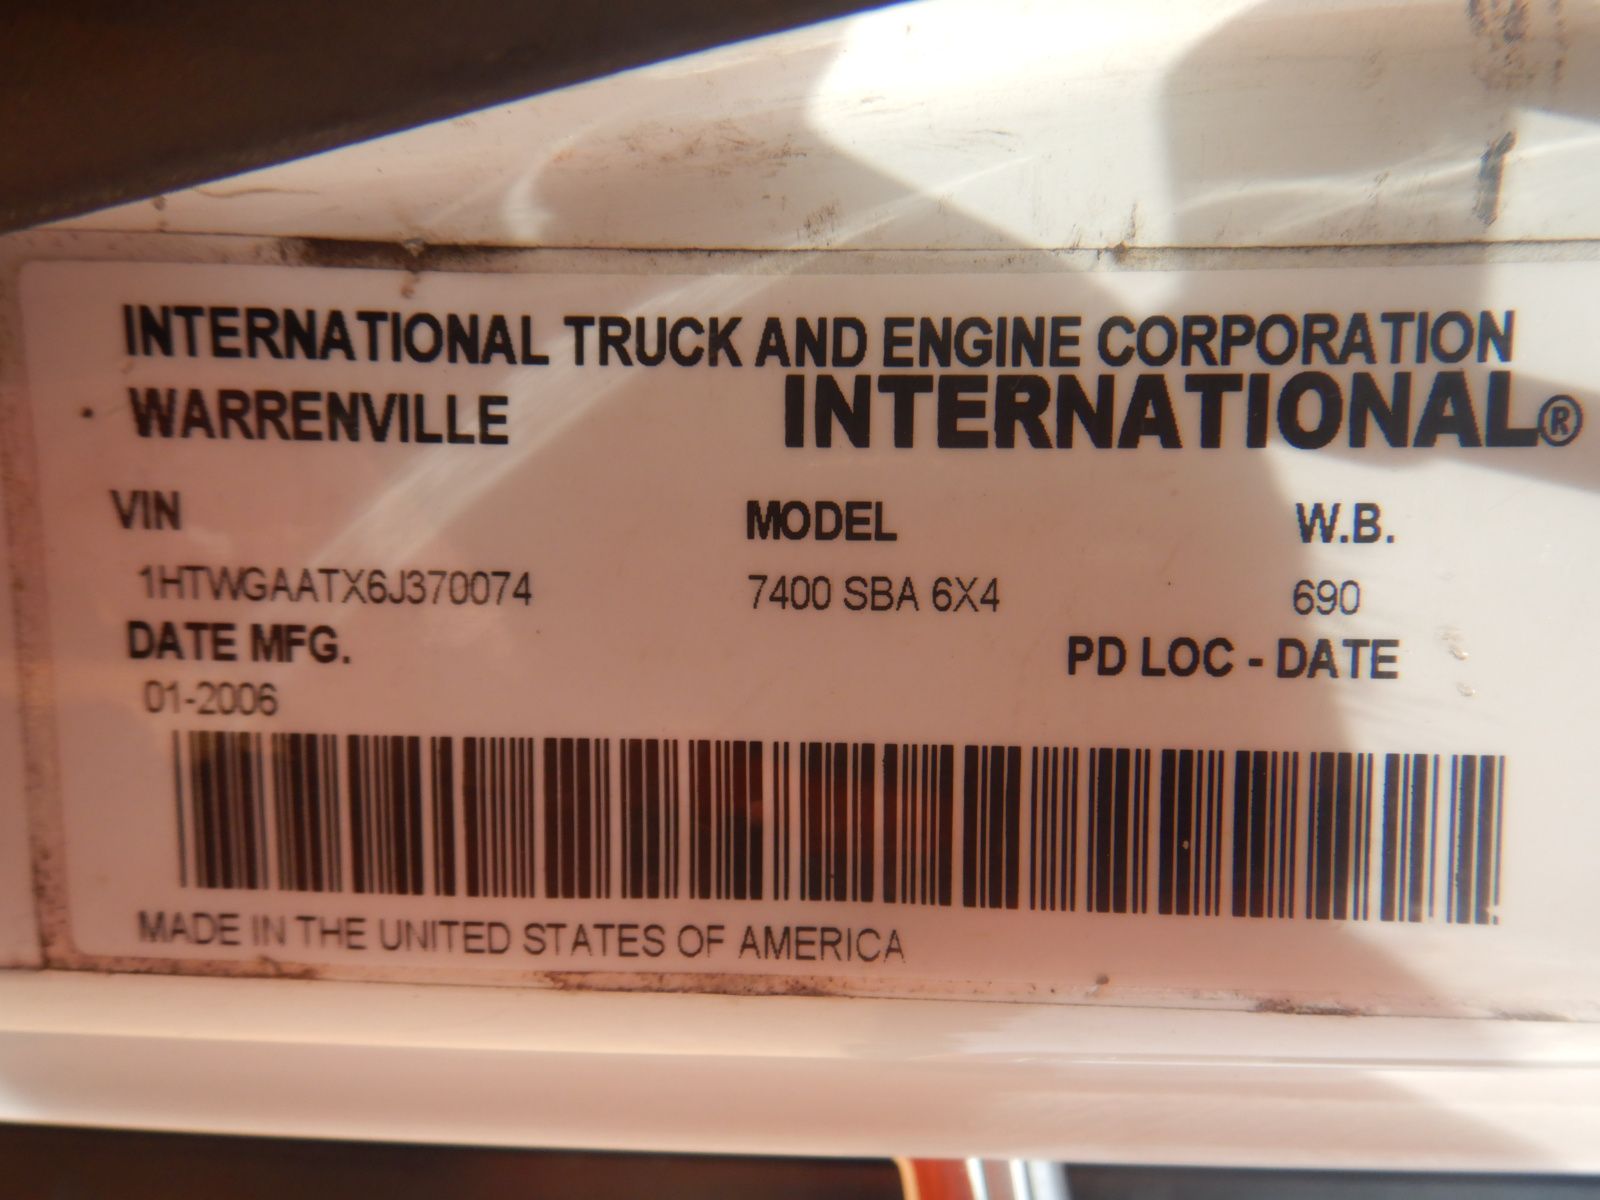 INTERNATIONAL TRUCK AND ENGINE CORPORATION
WARRENVILLE INTERNATIONAL®
VIN MODEL W.B.
1HTWGAATX6J370074 7400 SBA 6X4 690
DATE MFG. PD LOC - DATE
01-2006
MADE IN THE UNITED STATES OF AMERICA